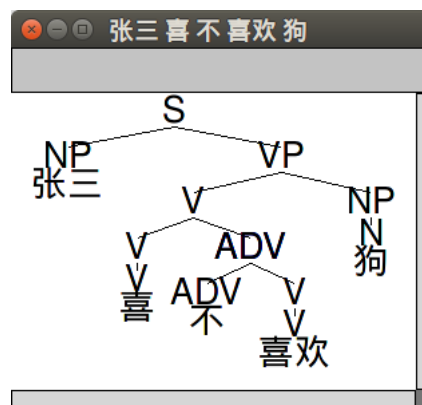 张三 喜 不 喜欢 狗
S
NP VP
张三
V NP
N
V ADV 狗
V ADV V
喜 不 V
喜欢